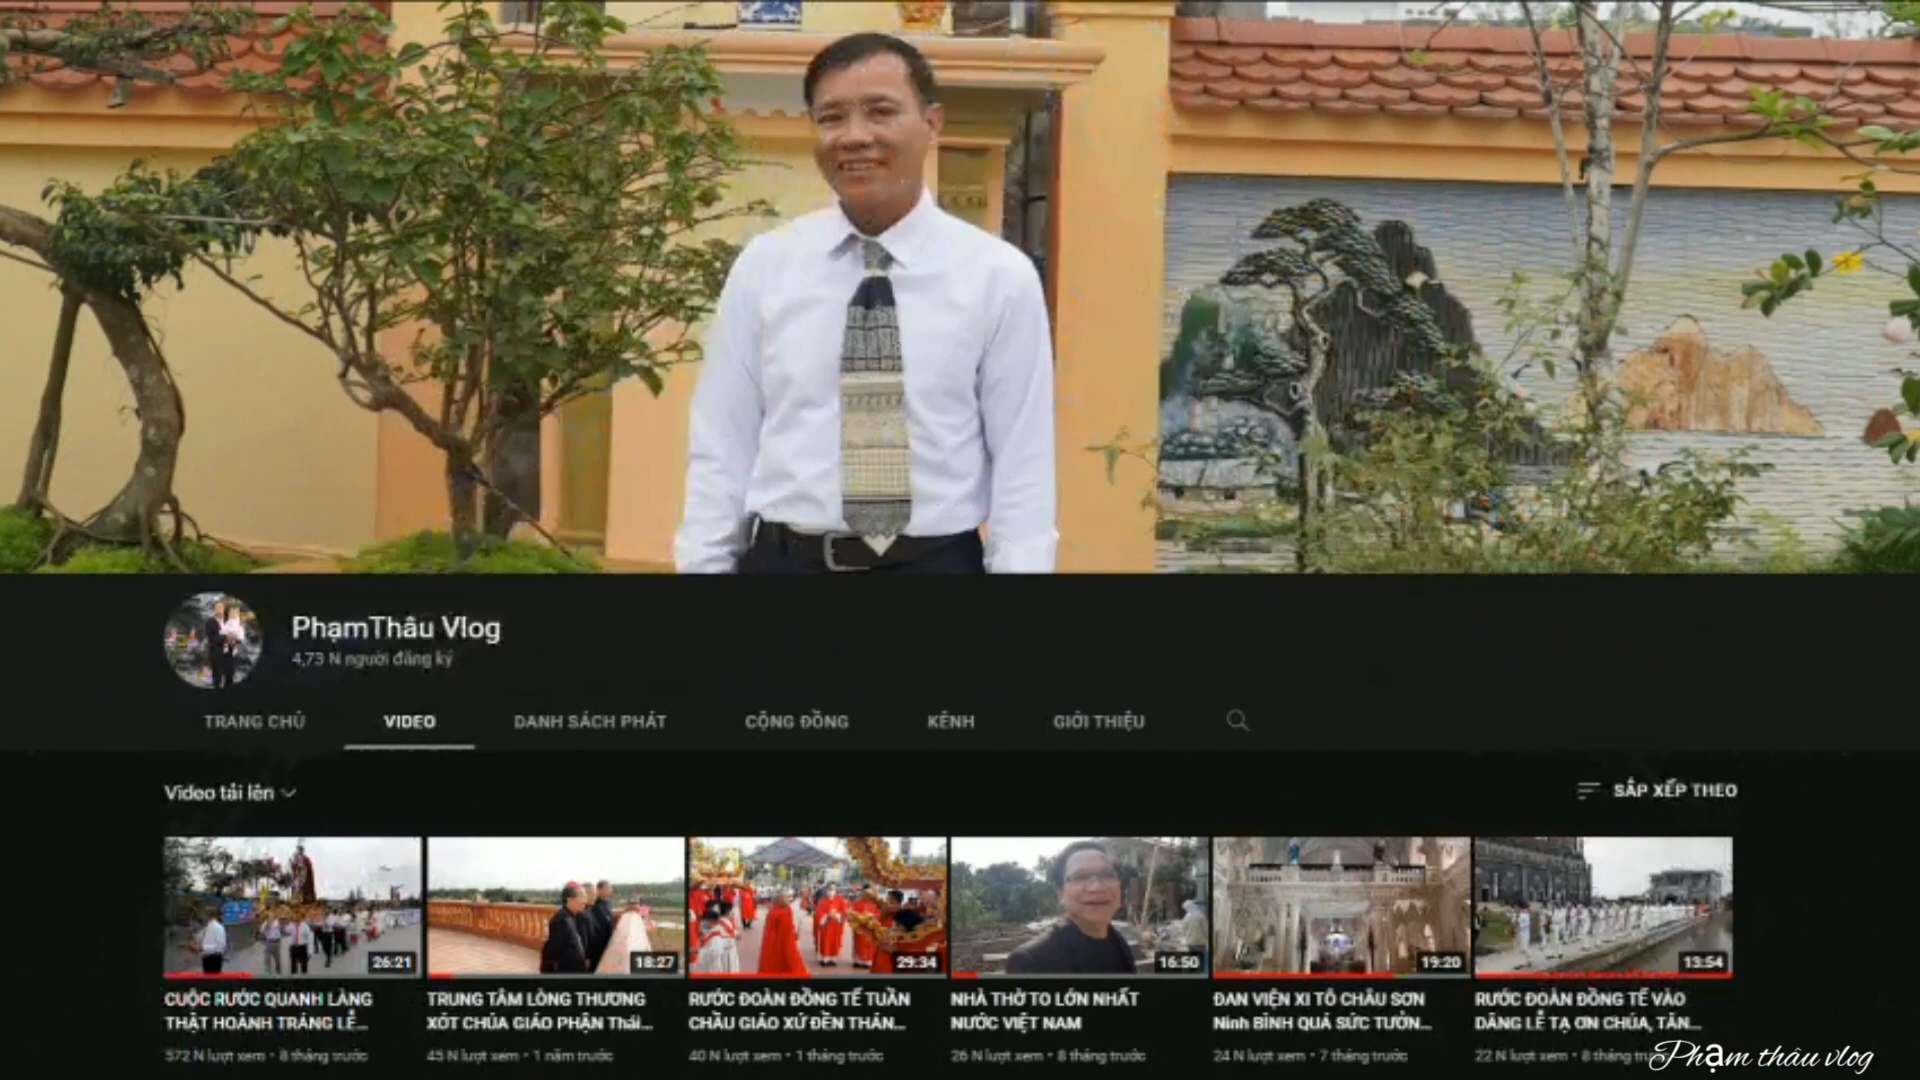 PhạmThâu Vlog
4,73 N người đăng ký
TRANG CHỦ VIDEO DANH SÁCH PHÁT CỘNG ĐỒNG KÊNH GIỚI THIỆU
Video tải lên
SẮP XẾP THEO
26:21
18:27
29:34
16:50
19:20
13:54
CUỘC RƯỚC QUANH LÀNG
THẬT HOÀNH TRÁNG LỄ...
572 N lượt xem • 8 tháng trước
TRUNG TÂM LÒNG THƯƠNG
XÓT CHÚA GIÁO PHẬN Thái...
45 N lượt xem • 1 năm trước
RƯỚC ĐOÀN ĐỒNG TẾ TUẦN
CHẦU GIÁO XỨ ĐỀN THÁN...
40 N lượt xem • 1 tháng trước
NHÀ THỜ TO LỚN NHẤT
NƯỚC VIỆT NAM
26 N lượt xem • 8 tháng trước
ĐAN VIỆN XI TÔ CHÂU SƠN
Ninh BÌNH QUÁ SỨC TƯỞN...
24 N lượt xem • 7 tháng trước
RƯỚC ĐOÀN ĐỒNG TẾ VÀO
DÂNG LỄ TẠ ƠN CHÚA, TÂN...
22 N lượt xem • 8 tháng
Phạm thâu vlog